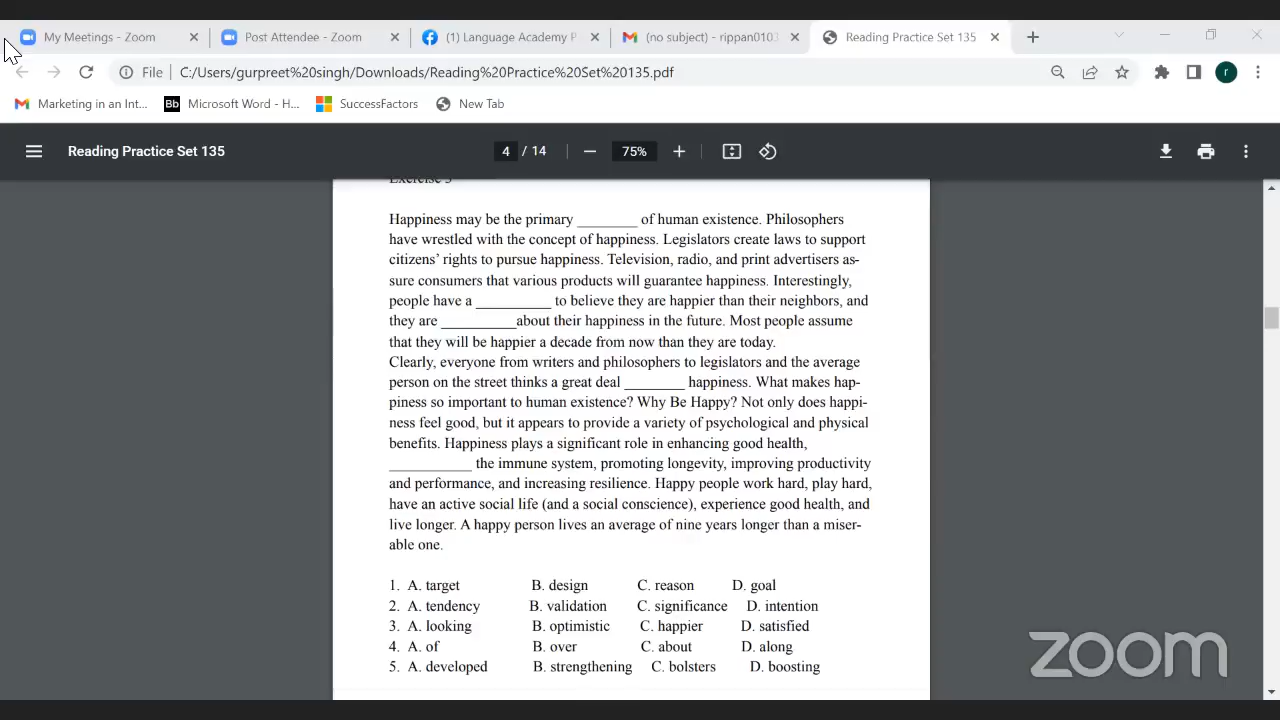 My Meetings - Zoom
Post Attendee - Zoom
(1) Language Academy P
(no subject) - rippan0103
Reading Practice Set 135
File
C:/Users/gurpreet%20singh/Downloads/Reading%20Practice%20Set%20135.pdf
r
Marketing in an Int...
Bb
Microsoft Word - H...
SuccessFactors
New Tab
Reading Practice Set 135
4 / 14
75%
Happiness may be the primary ________ of human existence. Philosophers
have wrestled with the concept of happiness. Legislators create laws to support
citizens’ rights to pursue happiness. Television, radio, and print advertisers as-
sure consumers that various products will guarantee happiness. Interestingly,
people have a __________ to believe they are happier than their neighbors, and
they are __________about their happiness in the future. Most people assume
that they will be happier a decade from now than they are today.
Clearly, everyone from writers and philosophers to legislators and the average
person on the street thinks a great deal ________ happiness. What makes hap-
piness so important to human existence? Why Be Happy? Not only does happi-
ness feel good, but it appears to provide a variety of psychological and physical
benefits. Happiness plays a significant role in enhancing good health,
___________ the immune system, promoting longevity, improving productivity
and performance, and increasing resilience. Happy people work hard, play hard,
have an active social life (and a social conscience), experience good health, and
live longer. A happy person lives an average of nine years longer than a miser-
able one.
1. A. target B. design C. reason D. goal
2. A. tendency B. validation C. significance D. intention
3. A. looking B. optimistic C. happier D. satisfied
4. A. of B. over C. about D. along
5. A. developed B. strengthening C. bolsters D. boosting
zoom